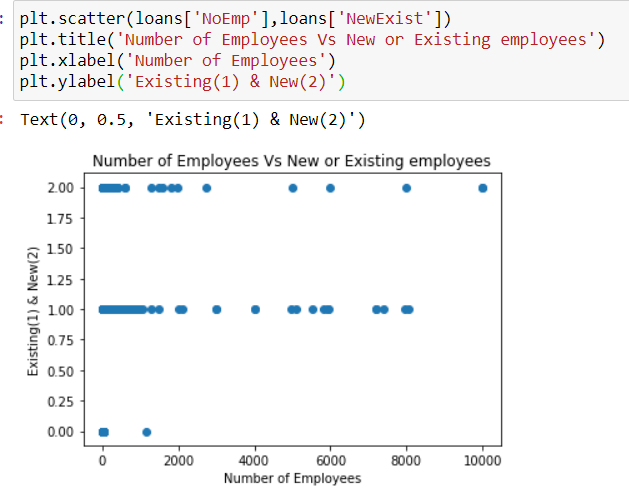 : plt.scatter(loans['NoEmp'],loans['NewExist'])
plt.title('Number of Employees Vs New or Existing employees')
plt.xlabel('Number of Employees')
plt.ylabel('Existing(1) & New(2)')
: Text(0, 0.5, 'Existing(1) & New(2)')
Number of Employees Vs New or Existing employees
2.00
1.75
1.50
1.25
1.00
0.75
0.50
0.25
0.00
Existing(1) & New(2)
0 2000 4000 6000 8000 10000
Number of Employees